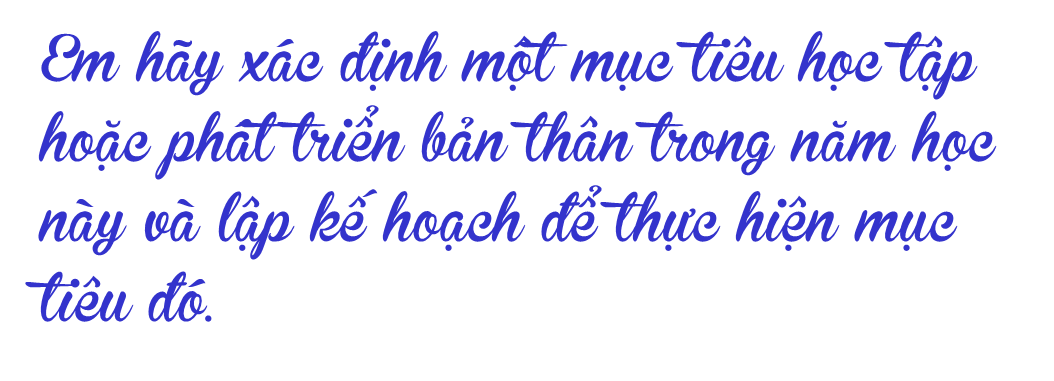 Em hãy xác định một mục tiêu học tập
hoặc phát triển bản thân trong năm học
này và lập kế hoạch để thực hiện mục
tiêu đó.